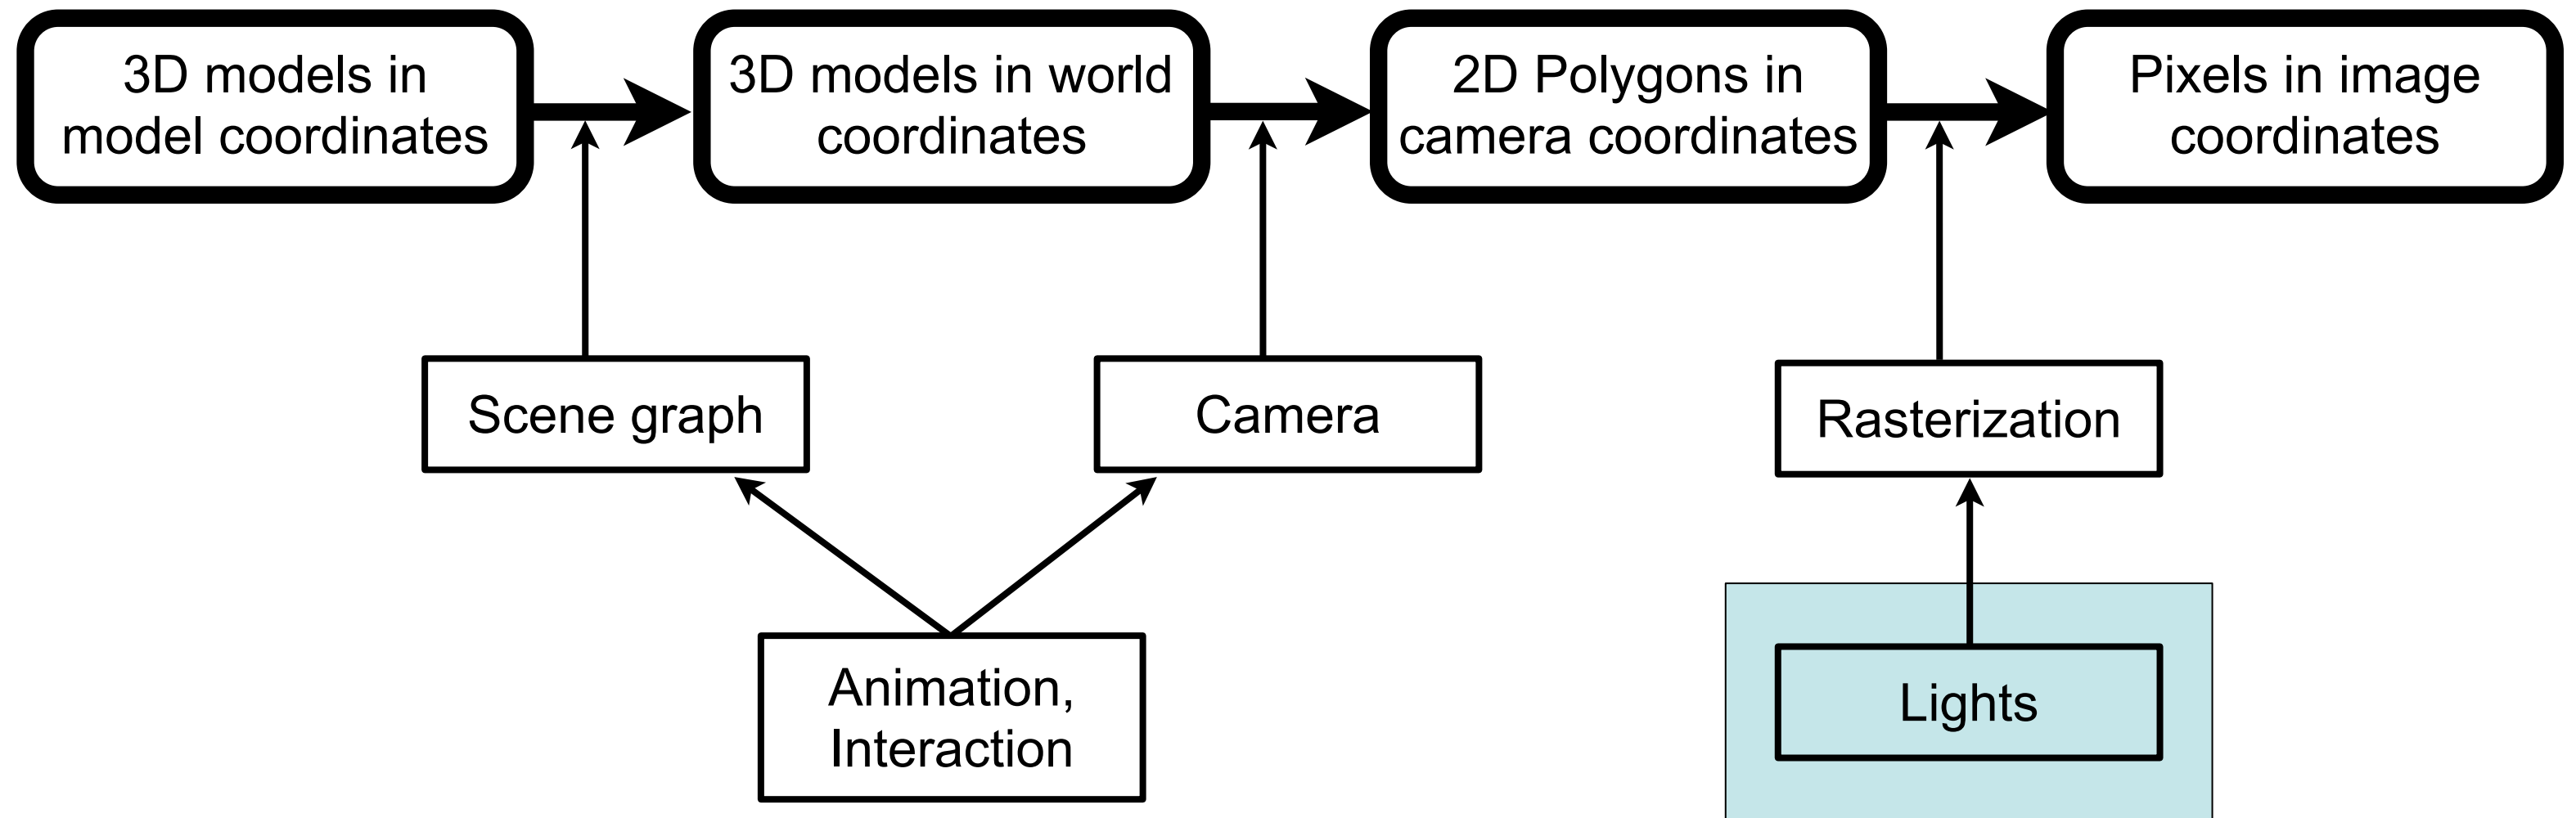 3D models in
model coordinates
3D models in world
coordinates
2D Polygons in
camera coordinates
Pixels in image
coordinates
Scene graph
Camera
Rasterization
Animation,
Interaction
Lights